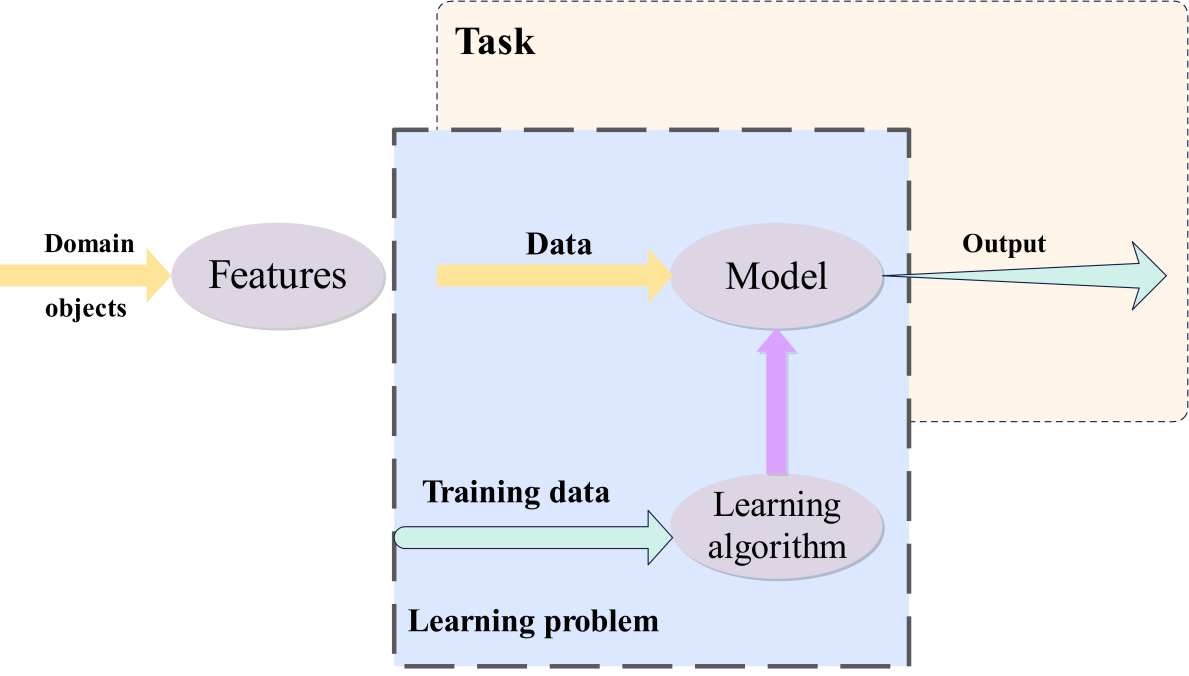 Task
Domain
objects
Features
Data
Model
Output
Training data
Learning
algorithm
Learning problem